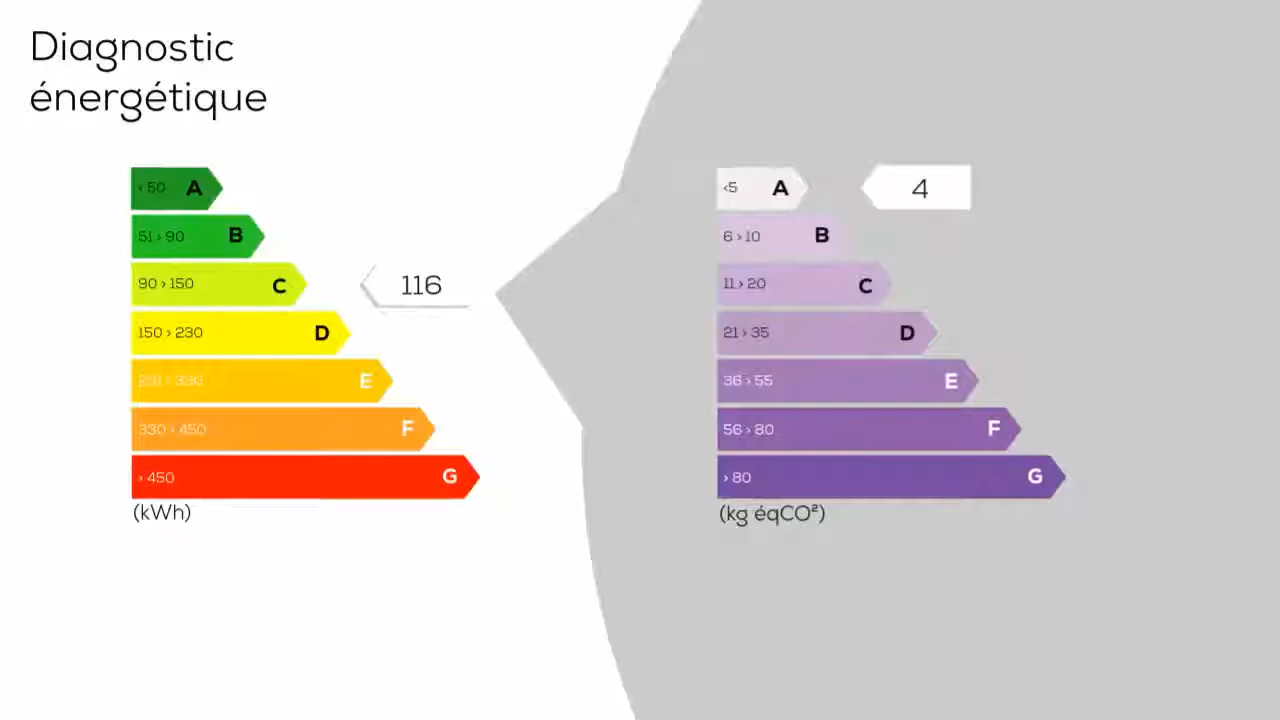 Diagnostic
énergétique
< 50 A
51 > 90 B
90 > 150 C
116
150 > 230 D
E
330 > 450 F
> 450 G
(kWh)
<5 A
4
6 > 10 B
11 > 20 C
21 > 35 D
36 > 55 E
56 > 80 F
> 80 G
(kg éqCO²)